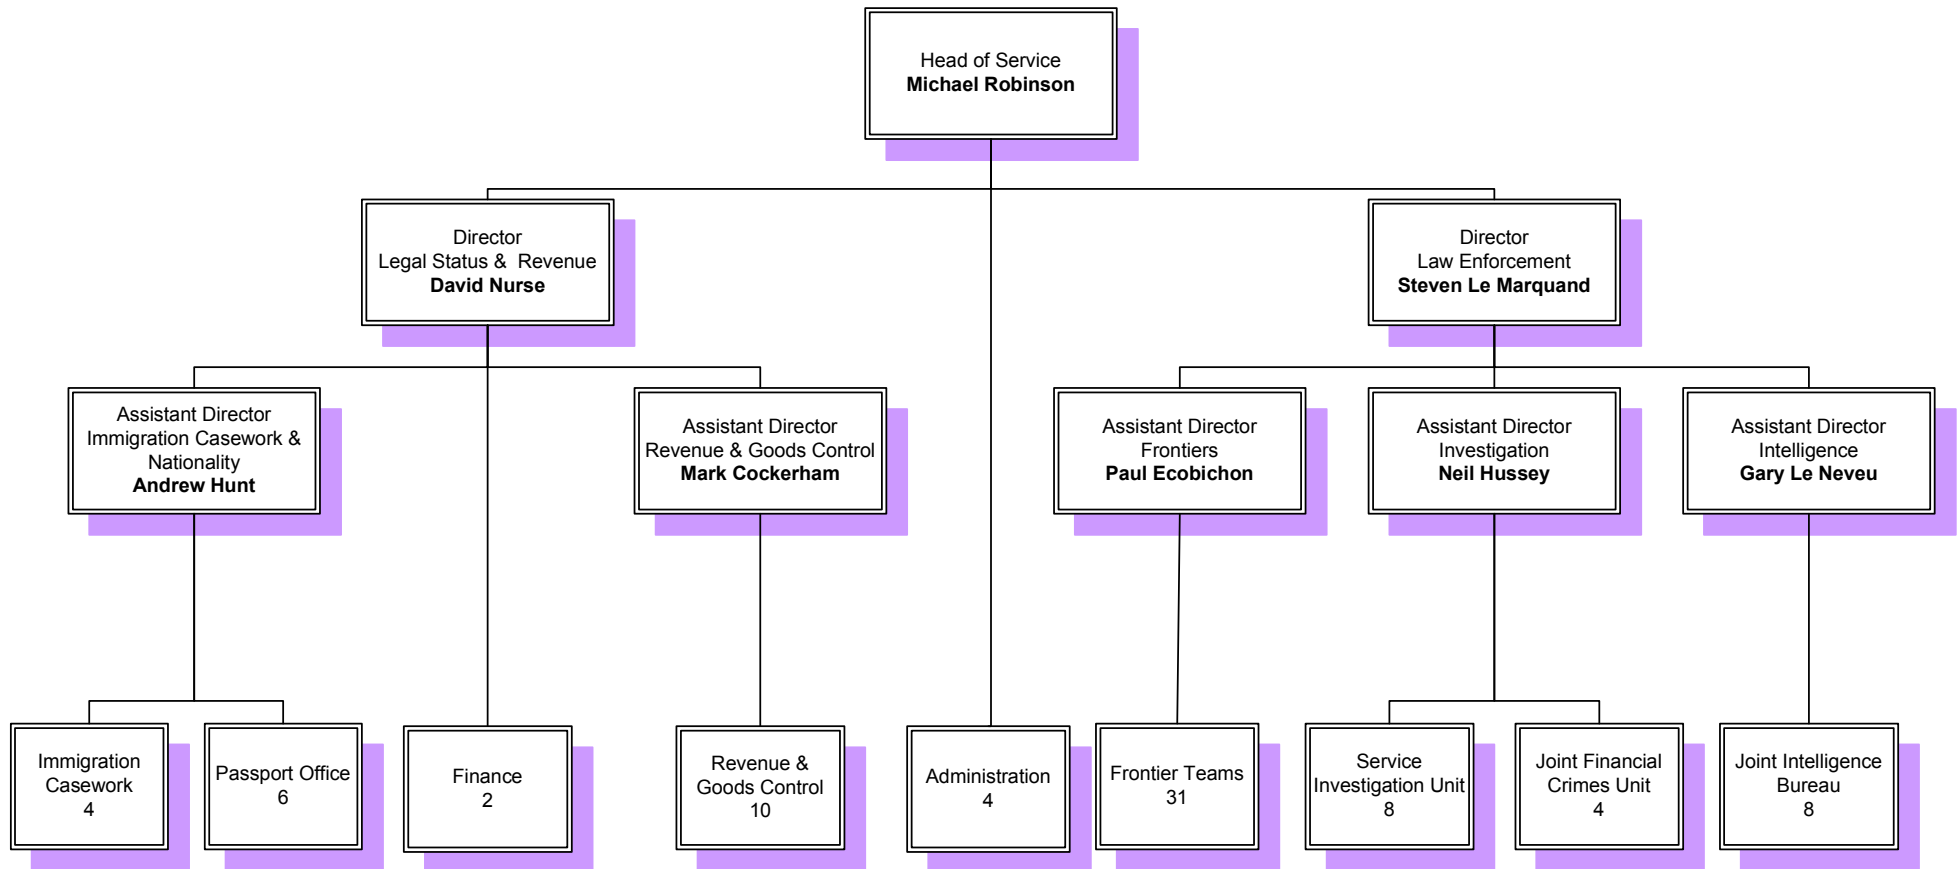 Head of Service
Michael Robinson
Director
Legal Status & Revenue
David Nurse
Director
Law Enforcement
Steven Le Marquand
Assistant Director
Immigration Casework &
Nationality
Andrew Hunt
Assistant Director
Revenue & Goods Control
Mark Cockerham
Assistant Director
Frontiers
Paul Ecobichon
Assistant Director
Investigation
Neil Hussey
Assistant Director
Intelligence
Gary Le Neveu
Immigration
Casework
4
Passport Office
6
Finance
2
Revenue &
Goods Control
10
Administration
4
Frontier Teams
31
Service
Investigation Unit
8
Joint Financial
Crimes Unit
4
Joint Intelligence
Bureau
8